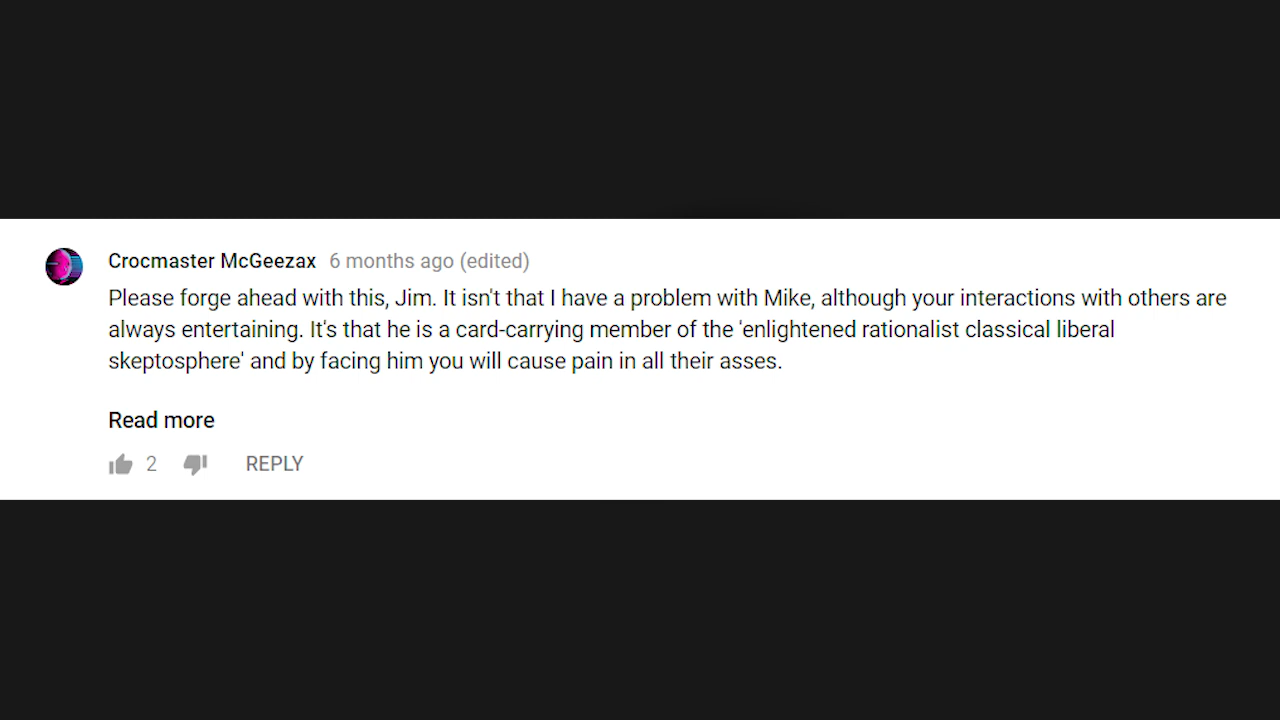 Crocmaster McGeezax 6 months ago (edited)
Please forge ahead with this, Jim. It isn't that I have a problem with Mike, although your interactions with others are
always entertaining. It's that he is a card-carrying member of the 'enlightened rationalist classical liberal
skeptosphere' and by facing him you will cause pain in all their asses.
Read more
2 REPLY